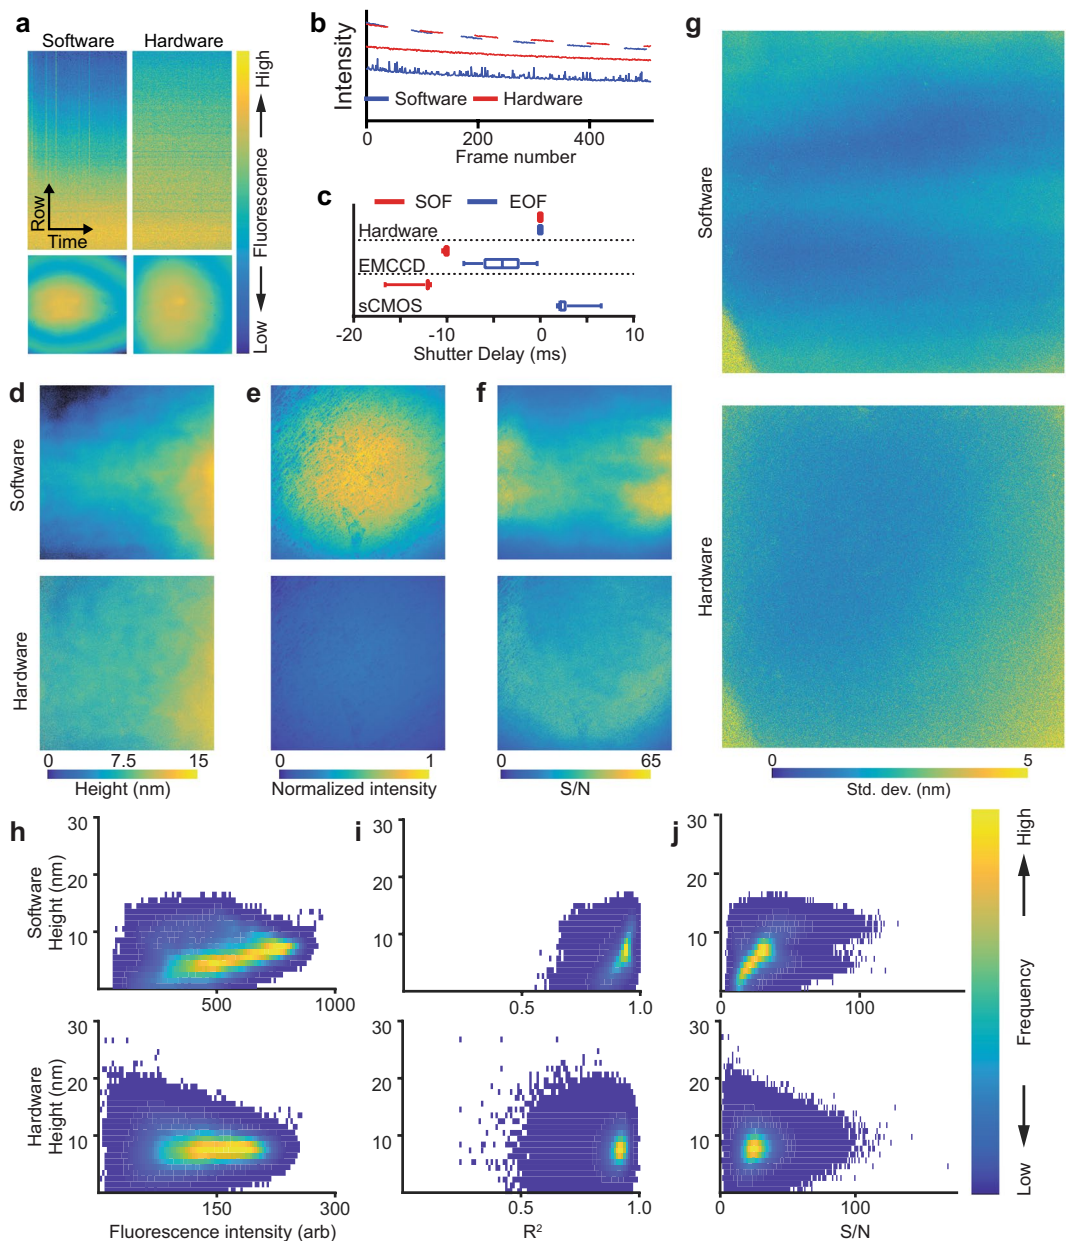 a
Software
Hardware
Row
Time
Low
Fluorescence
High
b
Intensity
Software
Hardware
0
200
400
Frame number
c
SOF
EOF
Hardware
EMCCD
sCMOS
-20
-10
0
10
Shutter Delay (ms)
g
Software
Hardware
0
5
Std. dev. (nm)
d
e
f
Software
Hardware
0
7.5
15
Height (nm)
0
1
Normalized intensity
0
65
S/N
h
Software
Height (nm)
30
20
10
500
1000
i
30
20
10
0.5
1.0
j
30
20
10
0
0
100
Hardware
Height (nm)
30
20
10
150
300
Fluorescence intensity (arb)
30
20
10
0
0.5
1.0
R²
30
20
10
0
0
100
S/N
Low
Frequency
High